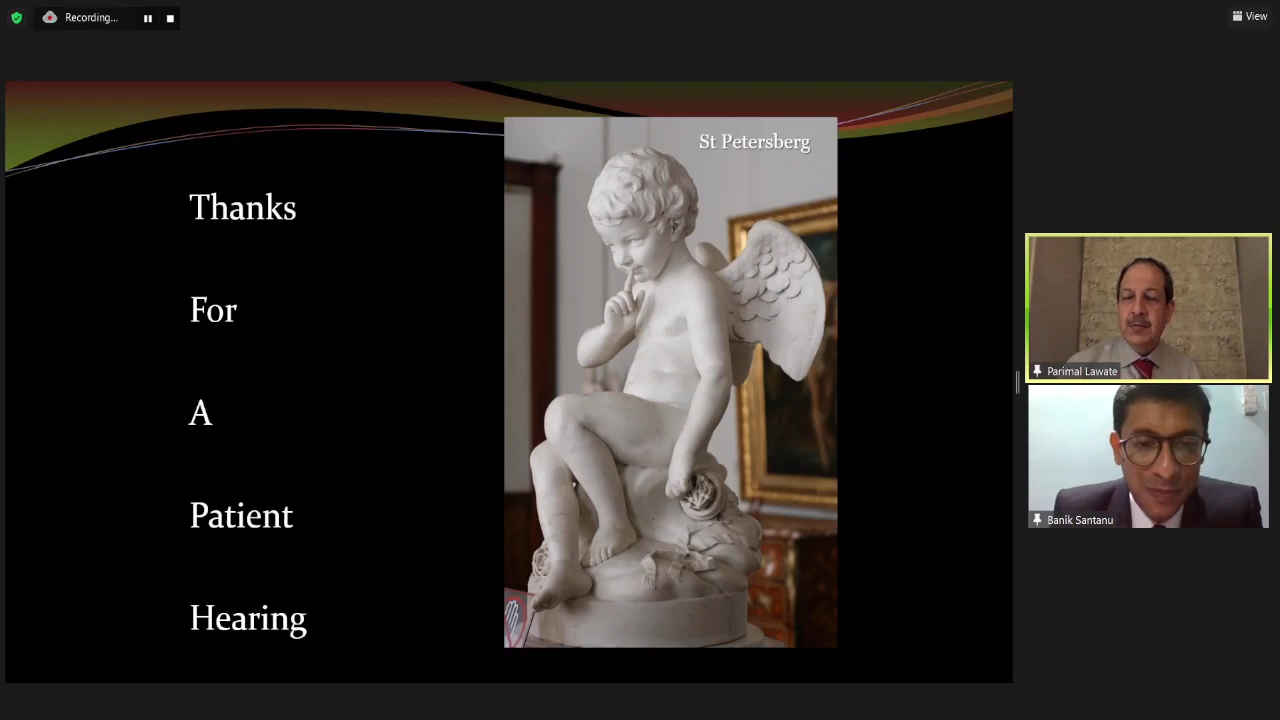 Recording...
View
St Petersberg
Thanks
For
A
Patient
Hearing
Parimal Lawate
Banik Santanu